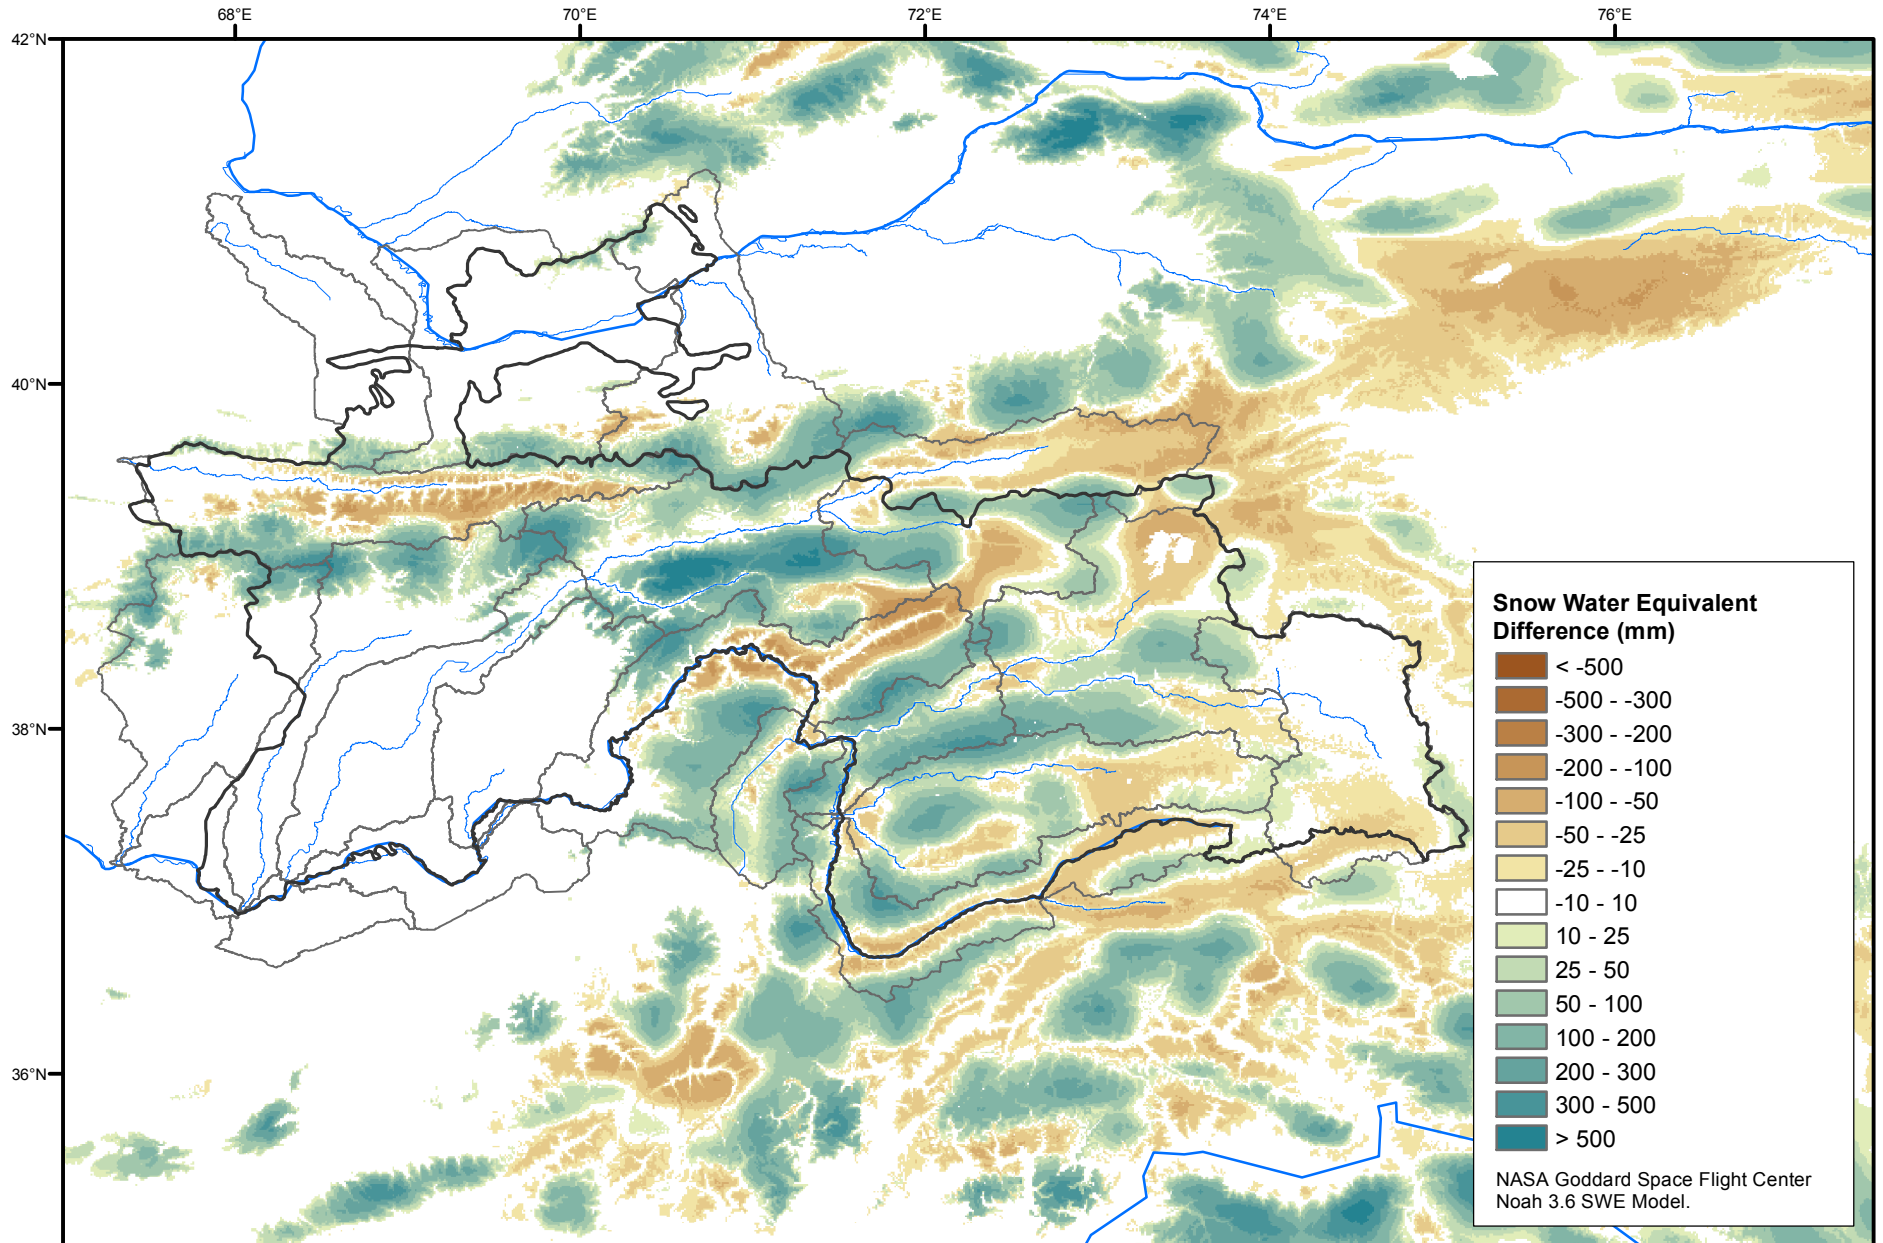 68°E 70°E 72°E 74°E 76°E
42°N
40°N
38°N
36°N
Snow Water Equivalent
Difference (mm)
< -500
-500 - -300
-300 - -200
-200 - -100
-100 - -50
-50 - -25
-25 - -10
-10 - 10
10 - 25
25 - 50
50 - 100
100 - 200
200 - 300
300 - 500
> 500
NASA Goddard Space Flight Center
Noah 3.6 SWE Model.